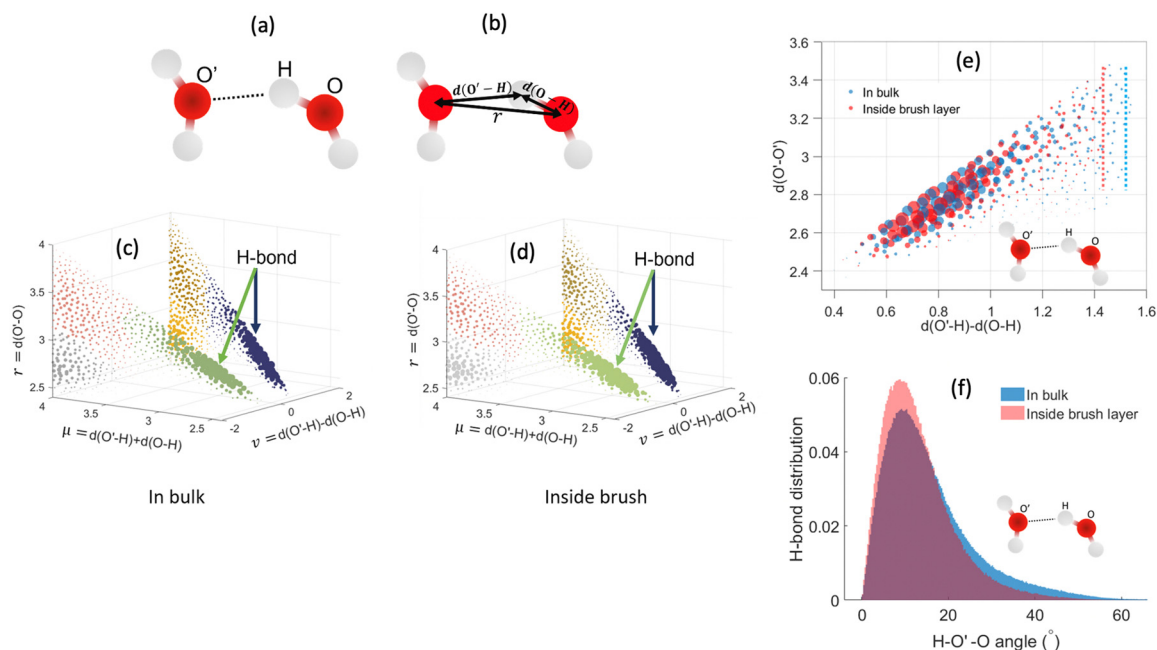 (a)
O'
H
O
(b)
d(O' − H)
d(O − H)
r
(c)
H-bond
r = d(O'-O)
4
3.5
3
2.5
4
3.5
3
2.5
-2
0
2
μ = d(O'-H)+d(O-H)
ν = d(O'-H)-d(O-H)
In bulk
(d)
H-bond
r = d(O'-O)
4
3.5
3
2.5
4
3.5
3
2.5
-2
0
2
μ = d(O'-H)+d(O-H)
ν = d(O'-H)-d(O-H)
Inside brush
(e)
In bulk
Inside brush layer
d(O'-O')
3.6
3.4
3.2
3
2.8
2.6
2.4
O'
H
O
0.4 0.6 0.8 1 1.2 1.4 1.6
d(O'-H)-d(O-H)
(f)
In bulk
Inside brush layer
H-bond distribution
0.06
0.04
0.02
0
O'
H
O
0 20 40 60
H-O' -O angle (°)